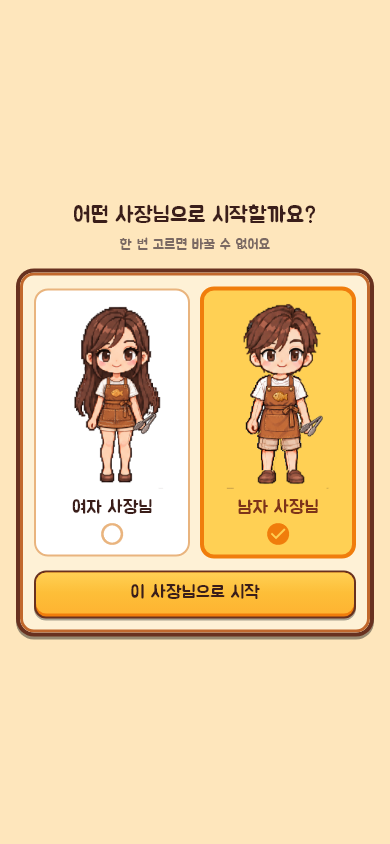 어떤 사장님으로 시작할까요?
한 번 고르면 바꿀 수 없어요
여자 사장님
남자 사장님
이 사장님으로 시작